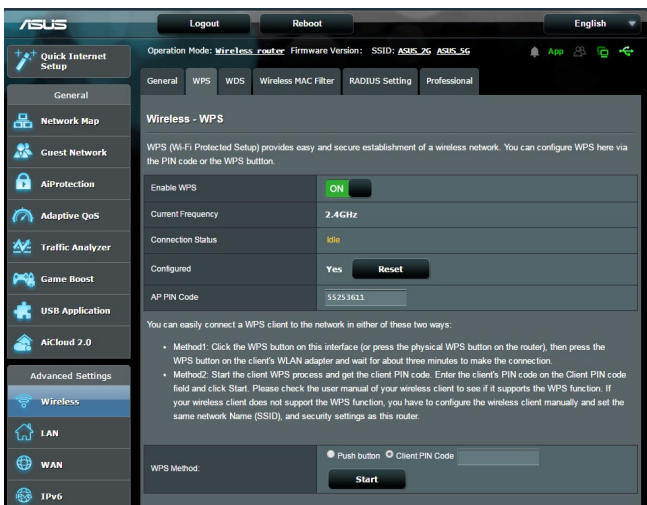 ASUS Logout Reboot English
Operation Mode: Wireless router Firmware Version: SSID: ASUS_2G ASUS_5G App
Quick Internet Setup
General WPS WDS Wireless MAC Filter RADIUS Setting Professional
General
Network Map
Guest Network
AiProtection
Adaptive QoS
Traffic Analyzer
Game Boost
USB Application
AiCloud 2.0
Advanced Settings
Wireless
LAN
WAN
IPv6
Wireless - WPS
WPS (Wi-Fi Protected Setup) provides easy and secure establishment of a wireless network. You can configure WPS here via
the PIN code or the WPS buttton.
Enable WPS ON
Current Frequency 2.4GHz
Connection Status Idle
Configured Yes Reset
AP PIN Code 55253611
You can easily connect a WPS client to the network in either of these two ways:
• Method1: Click the WPS button on this interface (or press the physical WPS button on the router), then press the
WPS button on the client's WLAN adapter and wait for about three minutes to make the connection.
• Method2: Start the client WPS process and get the client PIN code. Enter the client's PIN code on the Client PIN code
field and click Start. Please check the user manual of your wireless client to see if it supports the WPS function. If
your wireless client does not support the WPS function, you have to configure the wireless client manually and set the
same network Name (SSID), and security settings as this router.
WPS Method: Push button Client PIN Code
Start